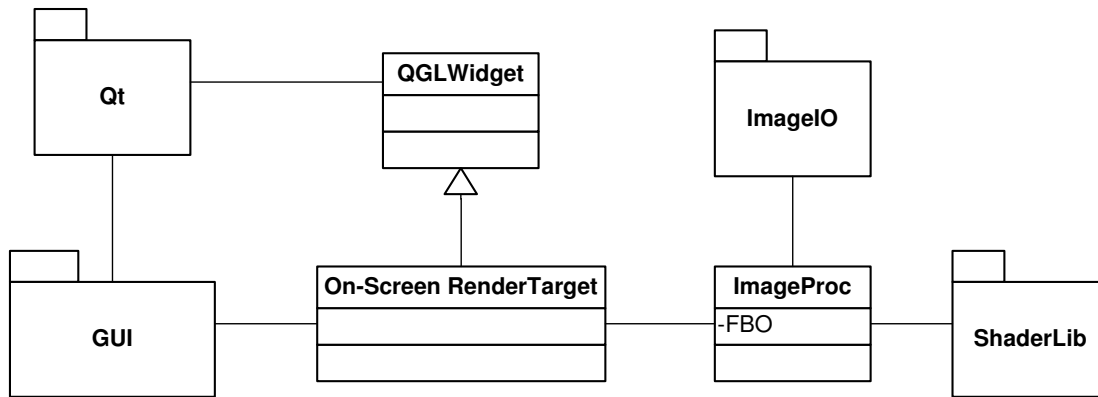 Qt
QGLWidget
ImageIO
GUI
On-Screen RenderTarget
ImageProc
-FBO
ShaderLib